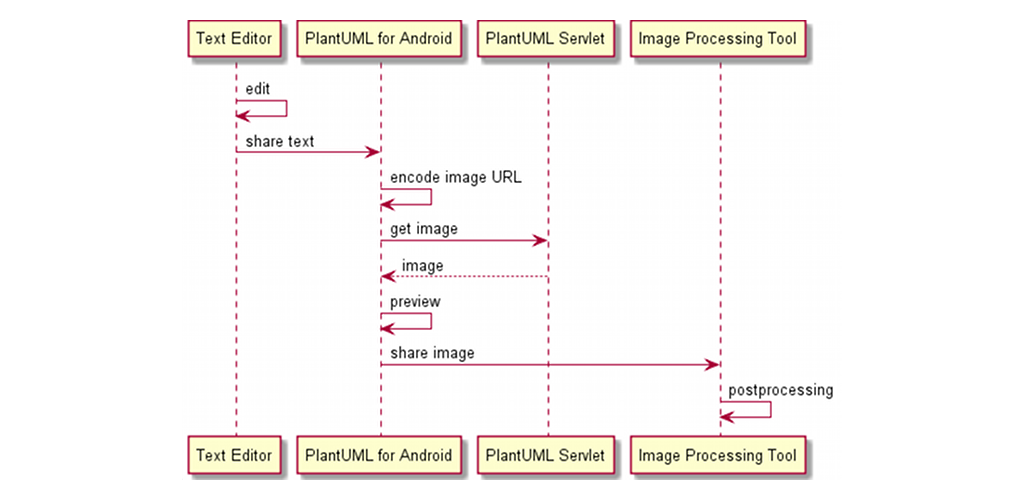 Text Editor
PlantUML for Android
PlantUML Servlet
Image Processing Tool
edit
share text
encode image URL
get image
image
preview
share image
postprocessing
Text Editor
PlantUML for Android
PlantUML Servlet
Image Processing Tool